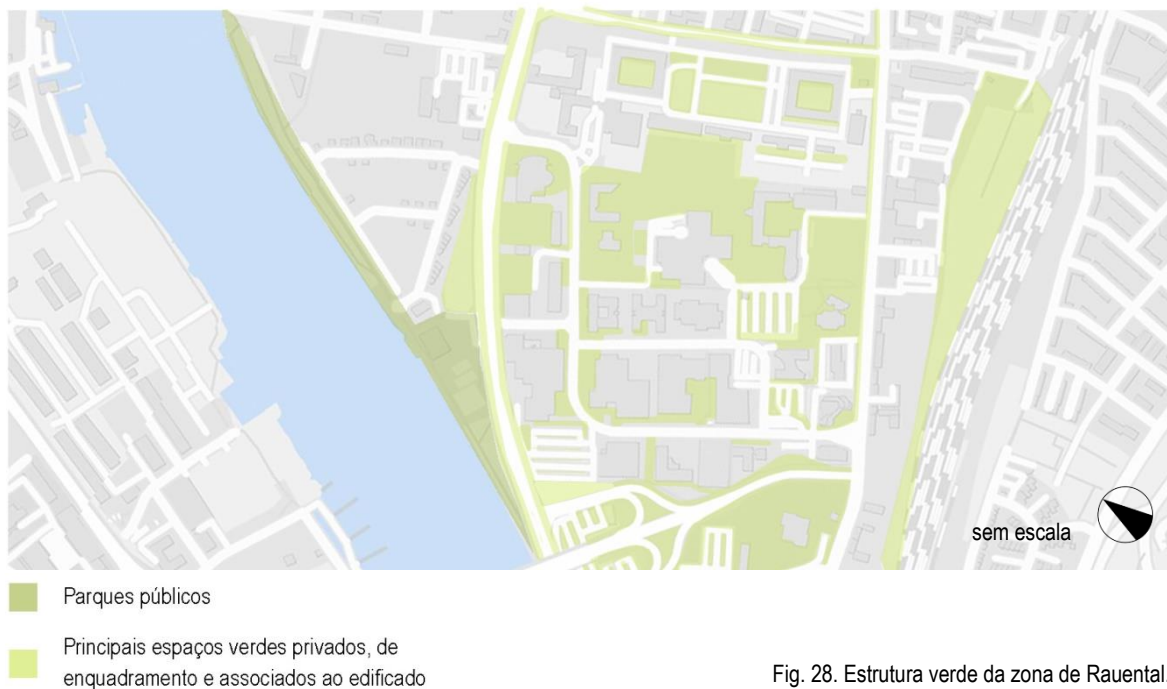 sem escala
Parques públicos
Principais espaços verdes privados, de
enquadramento e associados ao edificado
Fig. 28. Estrutura verde da zona de Rauental.